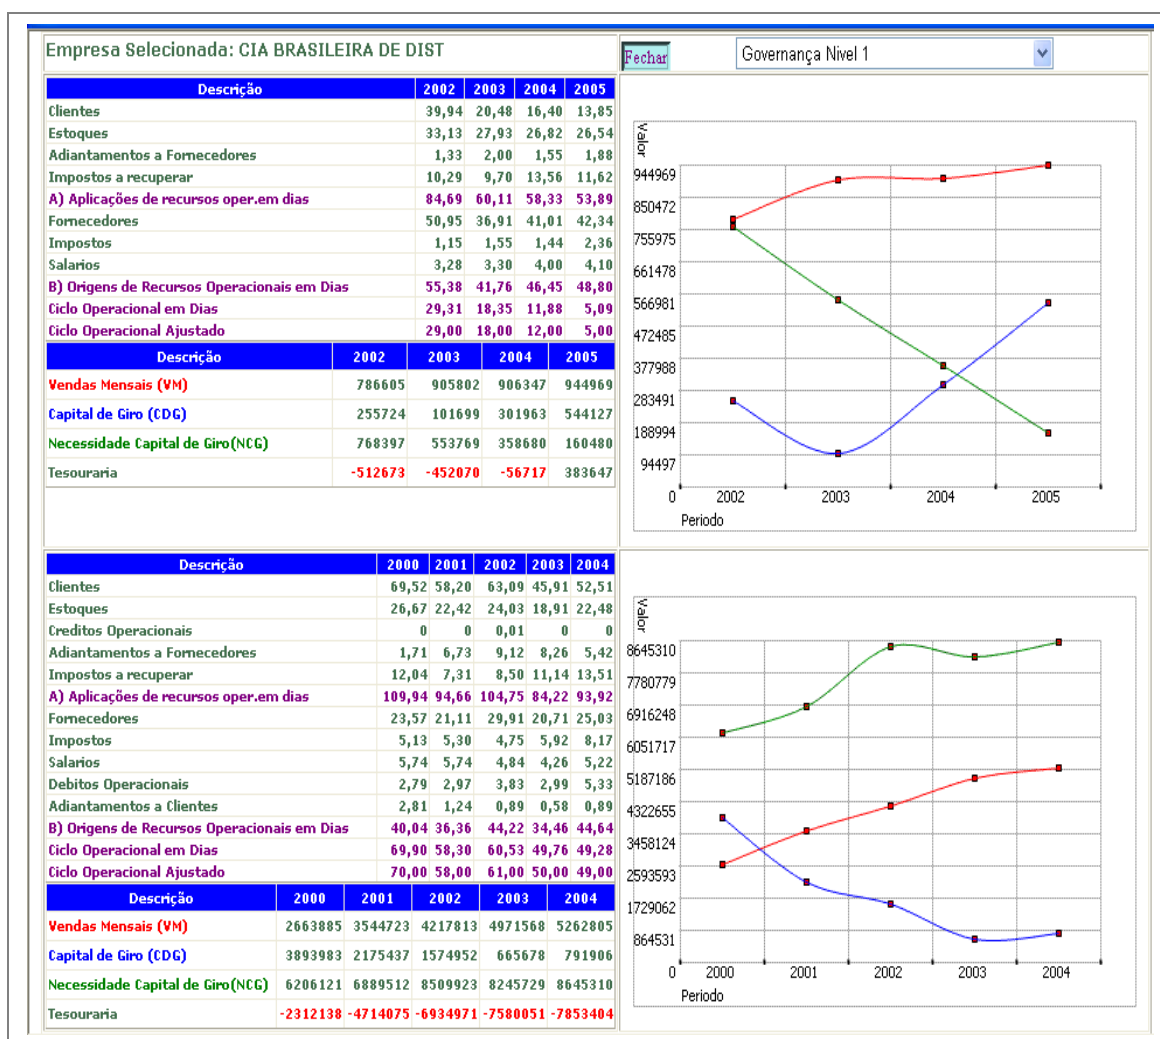 Empresa Selecionada: CIA BRASILEIRA DE DIST
Fechar
Governança Nivel 1
Descrição 2002 2003 2004 2005
Clientes 39,94 20,48 16,40 13,85
Estoques 33,13 27,93 26,82 26,54
Adiantamentos a Fornecedores 1,33 2,00 1,55 1,88
Impostos a recuperar 10,29 9,70 13,56 11,62
A) Aplicações de recursos oper.em dias 84,69 60,11 58,33 53,89
Fornecedores 50,95 36,91 41,01 42,34
Impostos 1,15 1,55 1,44 2,36
Salarios 3,28 3,30 4,00 4,10
B) Origens de Recursos Operacionais em Dias 55,38 41,76 46,45 48,80
Ciclo Operacional em Dias 29,31 18,35 11,88 5,09
Ciclo Operacional Ajustado 29,00 18,00 12,00 5,00
Descrição 2002 2003 2004 2005
Vendas Mensais (VM) 786605 905802 906347 944969
Capital de Giro (CDG) 255724 101699 301963 544127
Necessidade Capital de Giro(NCG) 768397 553769 358680 160480
Tesouraria -512673 -452070 -56717 383647
Valor
944969
850472
755975
661478
566981
472485
377988
283491
188994
94497
0 2002 2003 2004 2005
Periodo
Descrição 2000 2001 2002 2003 2004
Clientes 69,52 58,20 63,09 45,91 52,51
Estoques 26,67 22,42 24,03 18,91 22,48
Creditos Operacionais 0 0 0,01 0 0
Adiantamentos a Fornecedores 1,71 6,73 9,12 8,26 5,42
Impostos a recuperar 12,04 7,31 8,50 11,14 13,51
A) Aplicações de recursos oper.em dias 109,94 94,66 104,75 84,22 93,92
Fornecedores 23,57 21,11 29,91 20,71 25,03
Impostos 5,13 5,30 4,75 5,92 8,17
Salarios 5,74 5,74 4,84 4,26 5,22
Debitos Operacionais 2,79 2,97 3,83 2,99 5,33
Adiantamentos a Clientes 2,81 1,24 0,89 0,58 0,89
B) Origens de Recursos Operacionais em Dias 40,04 36,36 44,22 34,46 44,64
Ciclo Operacional em Dias 69,90 58,30 60,53 49,76 49,28
Ciclo Operacional Ajustado 70,00 58,00 61,00 50,00 49,00
Descrição 2000 2001 2002 2003 2004
Vendas Mensais (VM) 2663885 3544723 4217813 4971568 5262805
Capital de Giro (CDG) 3893983 2175437 1574952 665678 791906
Necessidade Capital de Giro(NCG) 6206121 6889512 8509923 8245729 8645310
Tesouraria -2312138 -4714075 -6934971 -7580051 -7853404
Valor
8645310
7780779
6916248
6051717
5187186
4322655
3458124
2593593
1729062
864531
0 2000 2001 2002 2003 2004
Periodo